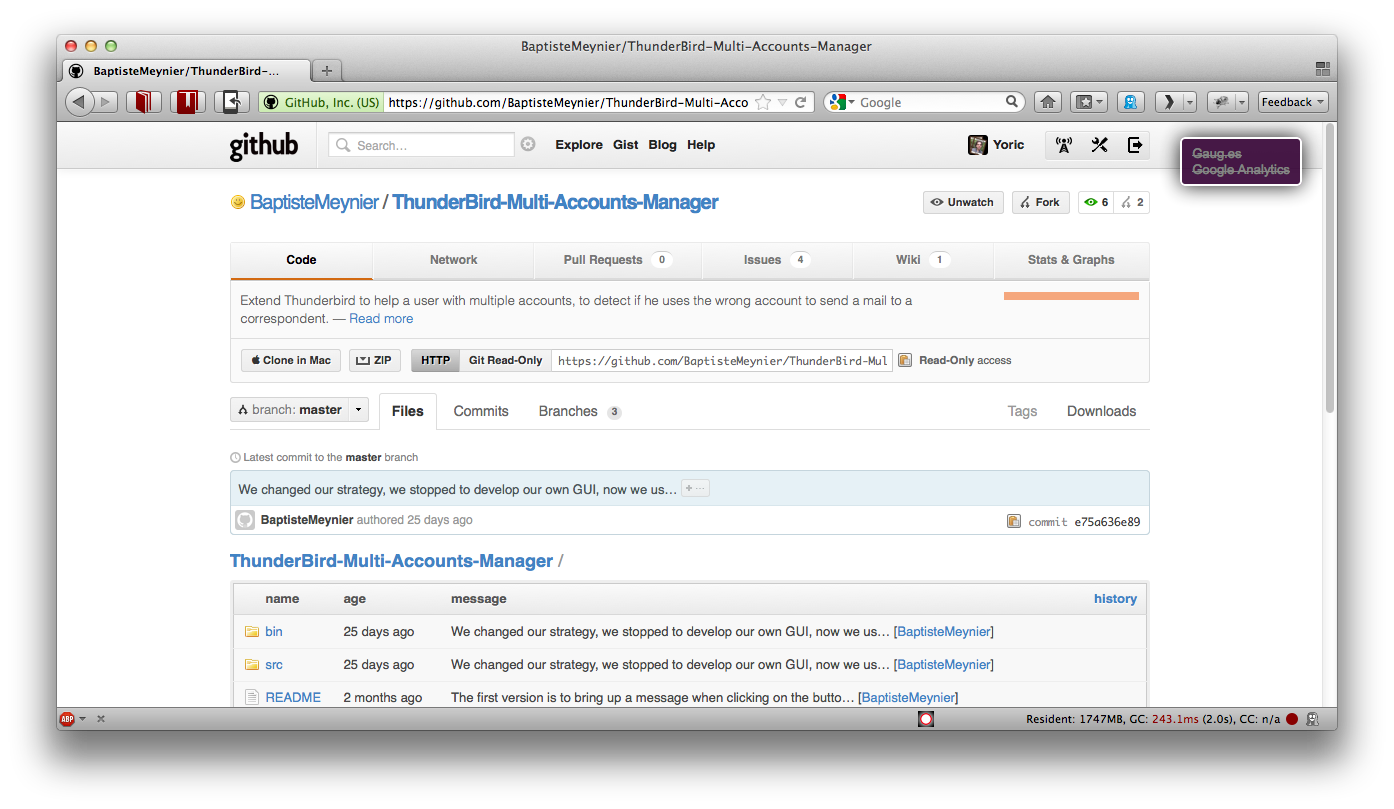 BaptisteMeynier/ThunderBird-Multi-Accounts-Manager
BaptisteMeynier/ThunderBird-...
GitHub, Inc. (US) https://github.com/BaptisteMeynier/ThunderBird-Multi-Acco Google Feedback
github Search... Explore Gist Blog Help Yoric
Gaug.es
Google Analytics
BaptisteMeynier / ThunderBird-Multi-Accounts-Manager Unwatch Fork 6 2
Code Network Pull Requests 0 Issues 4 Wiki 1 Stats & Graphs
Extend Thunderbird to help a user with multiple accounts, to detect if he uses the wrong account to send a mail to a
correspondent. — Read more
Clone in Mac ZIP HTTP Git Read-Only https://github.com/BaptisteMeynier/ThunderBird-Mul Read-Only access
branch: master Files Commits Branches 3 Tags Downloads
Latest commit to the master branch
We changed our strategy, we stopped to develop our own GUI, now we us… + ...
BaptisteMeynier authored 25 days ago commit e75a636e89
ThunderBird-Multi-Accounts-Manager /
name age message history
bin 25 days ago We changed our strategy, we stopped to develop our own GUI, now we us… [BaptisteMeynier]
src 25 days ago We changed our strategy, we stopped to develop our own GUI, now we us… [BaptisteMeynier]
README 2 months ago The first version is to bring up a message when clicking on the butto… [BaptisteMeynier]
ABP Resident: 1747MB, GC: 243.1ms (2.0s), CC: n/a